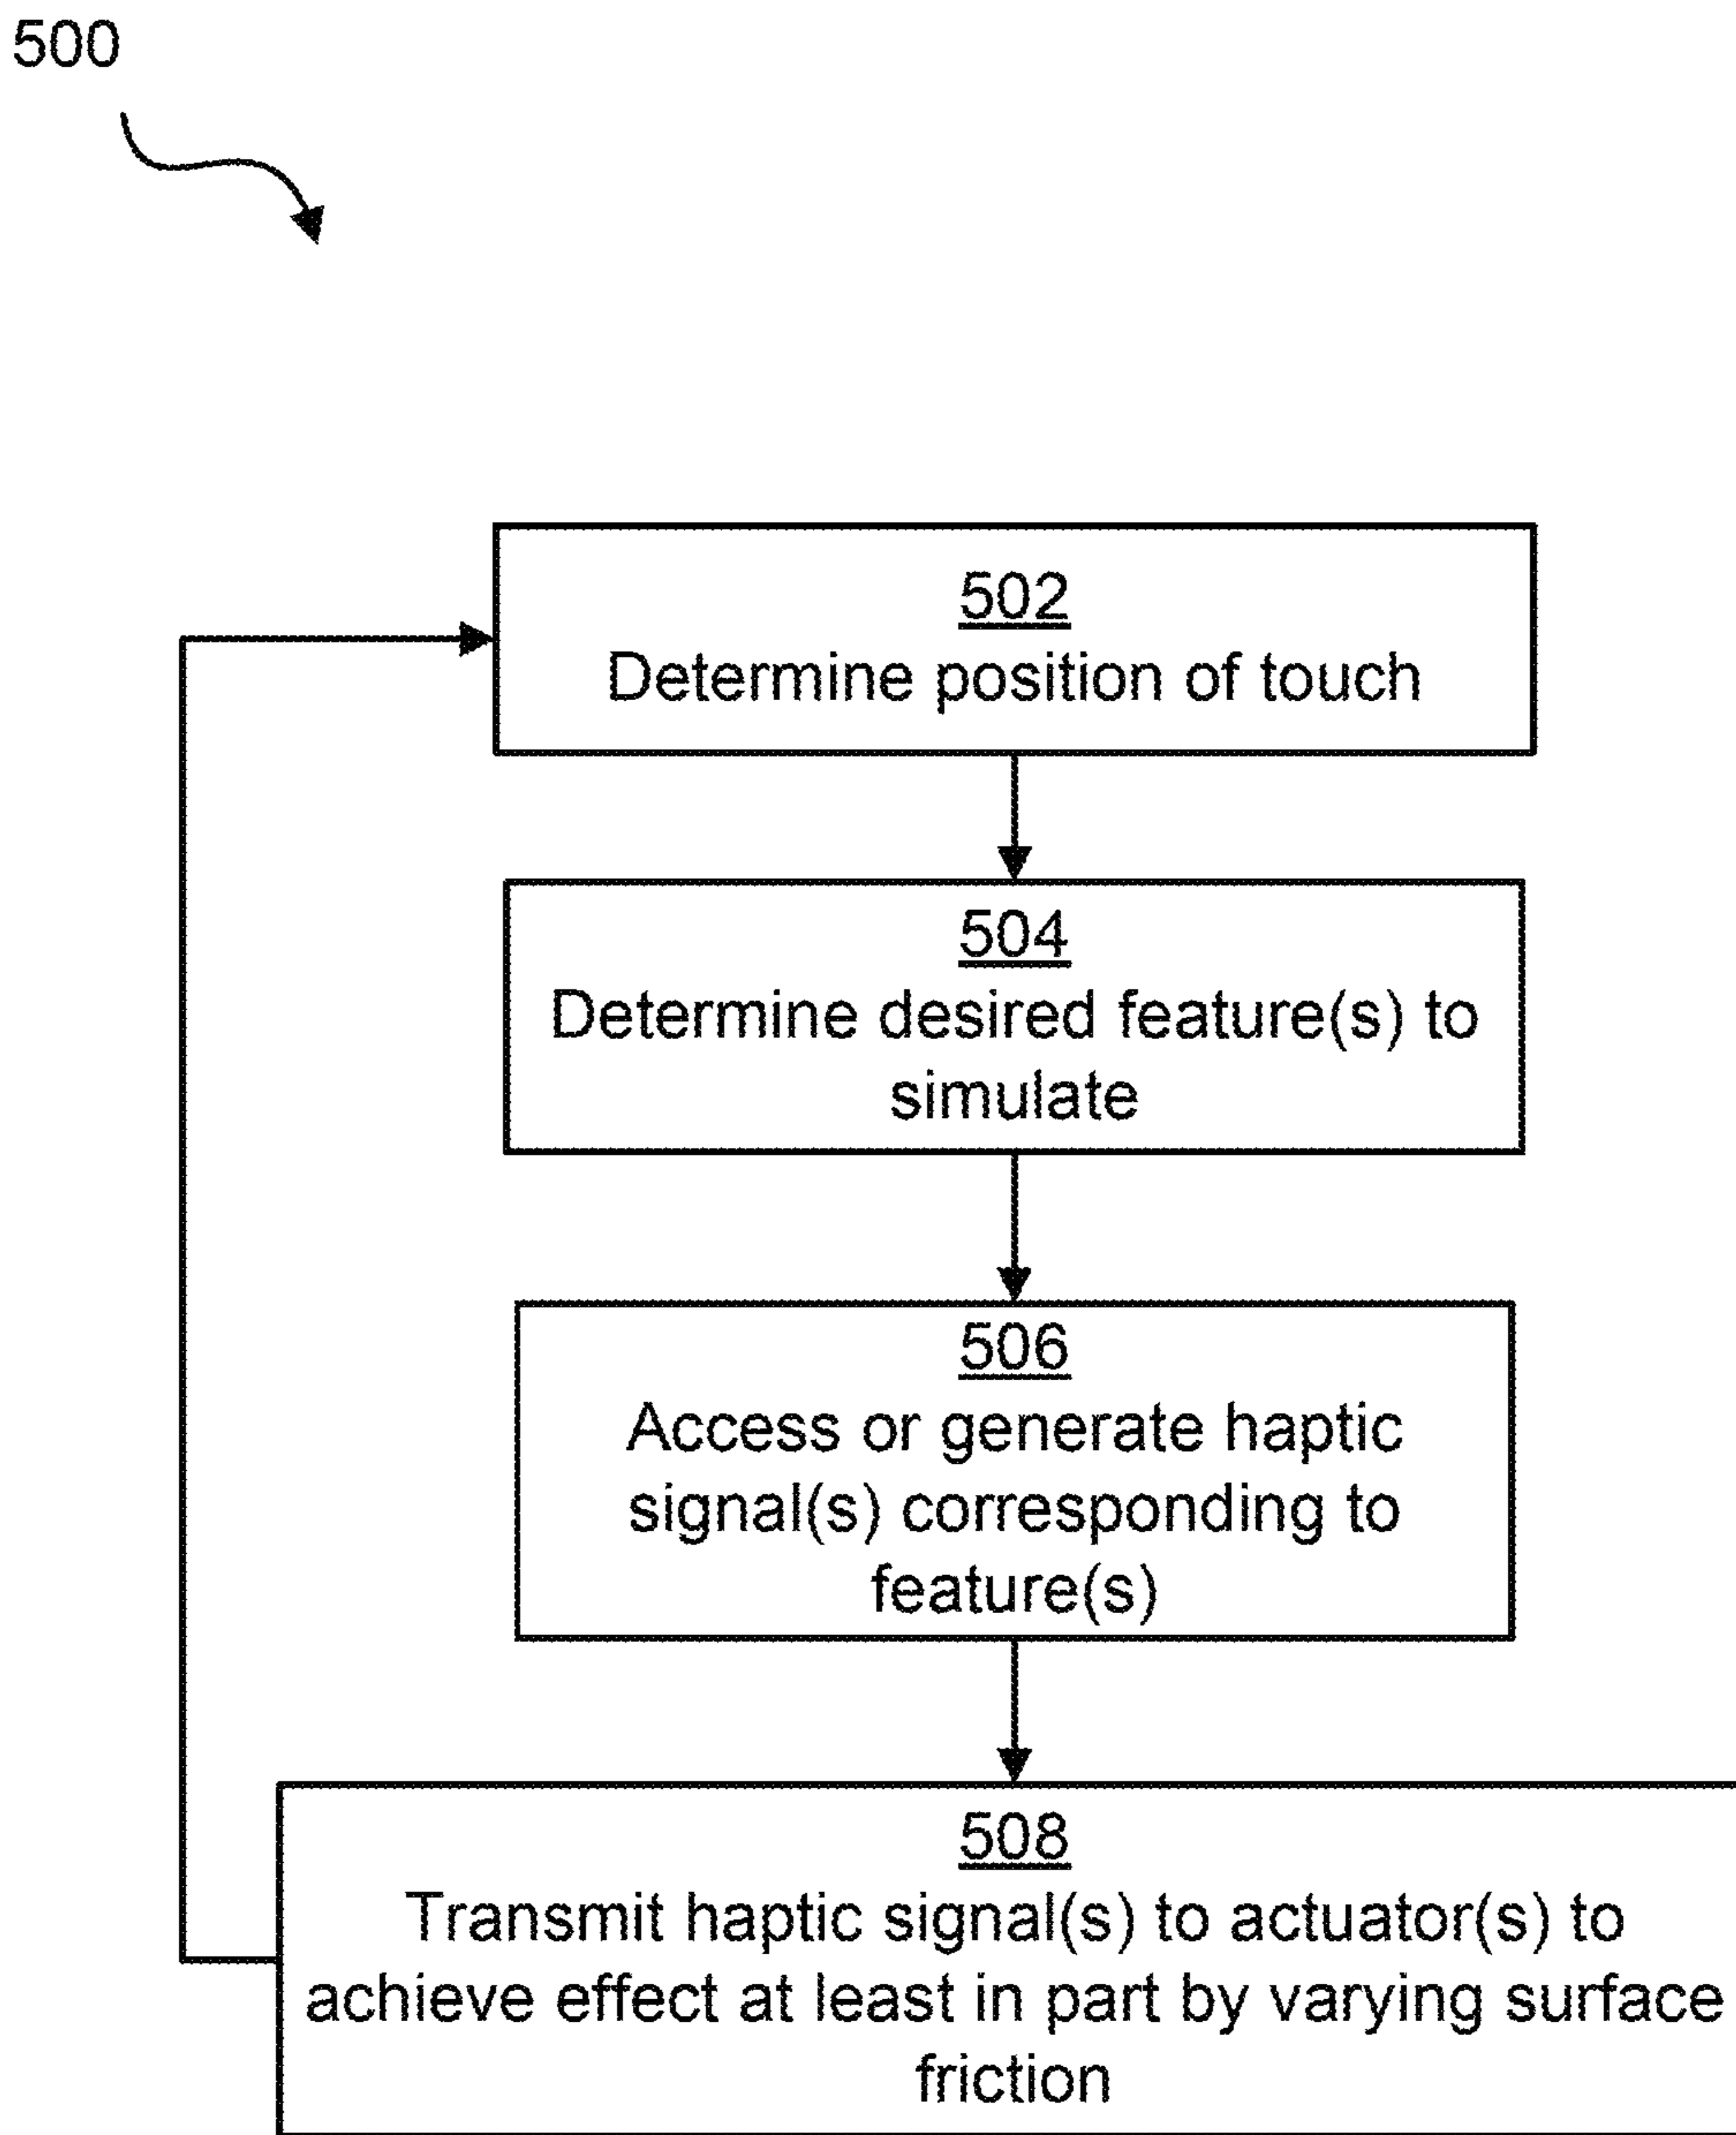 500
502
Determine position of touch
504
Determine desired feature(s) to
simulate
506
Access or generate haptic
signal(s) corresponding to
feature(s)
508
Transmit haptic signal(s) to actuator(s) to
achieve effect at least in part by varying surface
friction